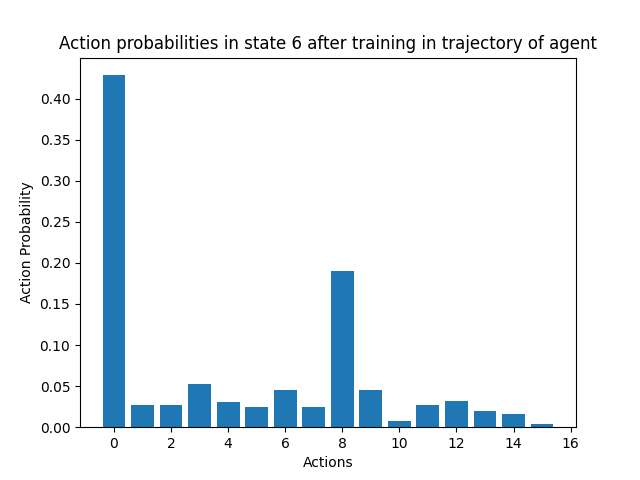 Action probabilities in state 6 after training in trajectory of agent
0.40
0.35
0.30
0.25
0.20
0.15
0.10
0.05
0.00
Action Probability
0 2 4 6 8 10 12 14 16
Actions